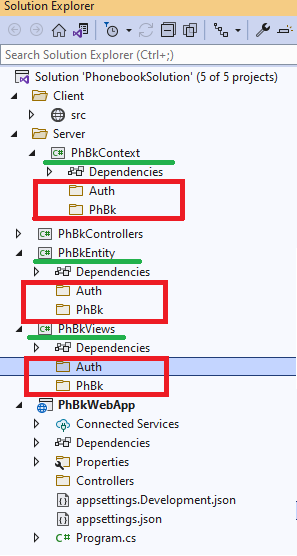 Solution Explorer
Search Solution Explorer (Ctrl+;)
Solution 'PhonebookSolution' (5 of 5 projects)
Client
src
Server
C# PhBkContext
Dependencies
Auth
PhBk
C# PhBkControllers
C# PhBkEntity
Dependencies
Auth
PhBk
C# PhBkViews
Dependencies
Auth
PhBk
PhBkWebApp
Connected Services
Dependencies
Properties
Controllers
appsettings.Development.json
appsettings.json
C# Program.cs